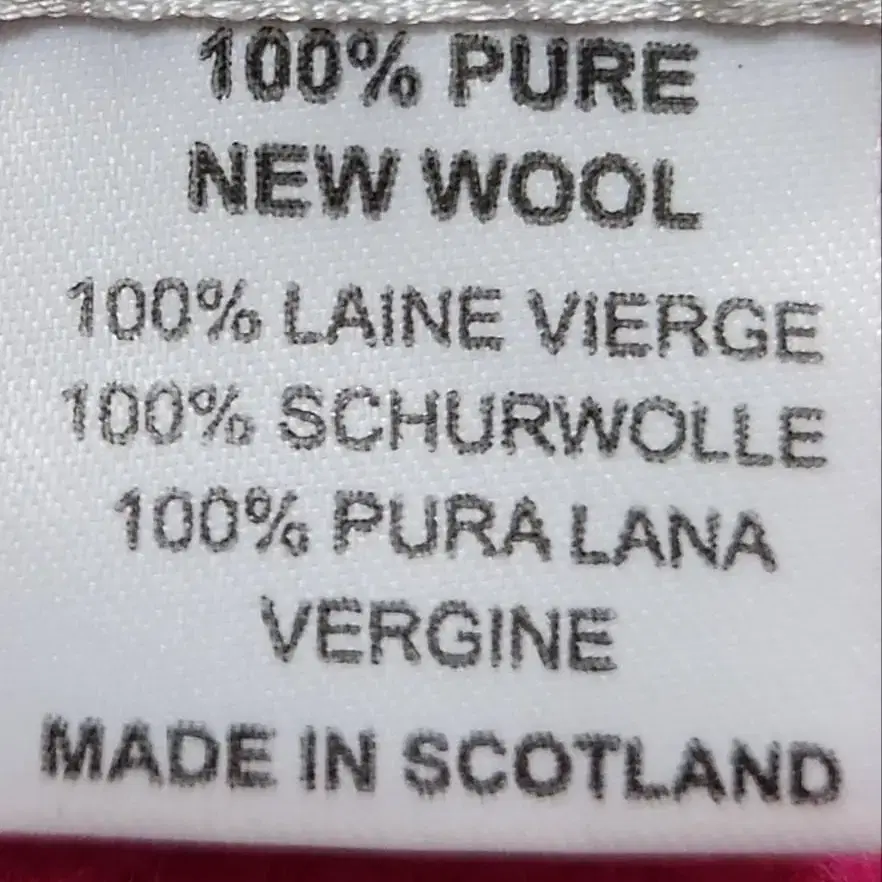 100% PURE
NEW WOOL
100% LAINE VIERGE
100% SCHURWOLLE
100% PURA LANA
VERGINE
MADE IN SCOTLAND